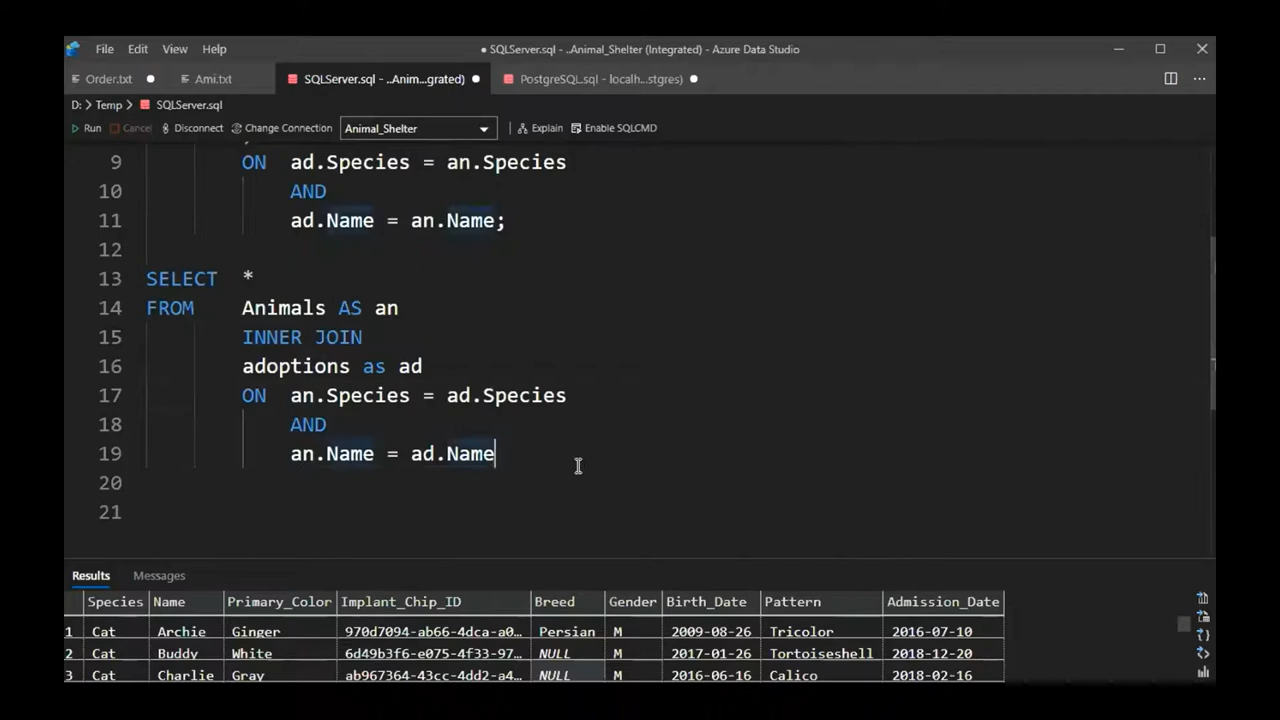 File Edit View Help ● SQLServer.sql - ..Animal_Shelter (Integrated) - Azure Data Studio
Order.txt ● Ami.txt SQLServer.sql - ..Anim...grated) ● PostgreSQL.sql - localh...stgres) ●
D: > Temp > SQLServer.sql
Run Cancel Disconnect Change Connection Animal_Shelter Explain Enable SQLCMD
9 ON ad.Species = an.Species
10 AND
11 ad.Name = an.Name;
12
13 SELECT *
14 FROM Animals AS an
15 INNER JOIN
16 adoptions as ad
17 ON an.Species = ad.Species
18 AND
19 an.Name = ad.Name
20
21
Results Messages
Species Name Primary_Color Implant_Chip_ID Breed Gender Birth_Date Pattern Admission_Date
1 Cat Archie Ginger 970d7094-ab66-4dca-a0… Persian M 2009-08-26 Tricolor 2016-07-10
2 Cat Buddy White 6d49b3f6-e075-4f33-97… NULL M 2017-01-26 Tortoiseshell 2018-12-20
3 Cat Charlie Gray ab967364-43cc-4dd2-a4… NULL M 2016-06-16 Calico 2018-02-16